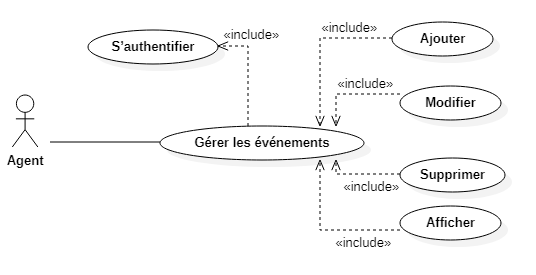 «include»
«include»
Ajouter
S'authentifier
«include»
Modifier
Agent
Gérer les événements
Supprimer
«include»
Afficher
«include»